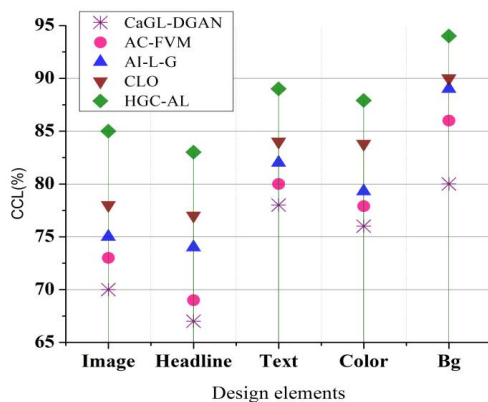 95
90
85
80
75
70
65
CCL(%)
CaGL-DGAN
AC-FVM
AI-L-G
CLO
HGC-AL
Image Headline Text Color Bg
Design elements